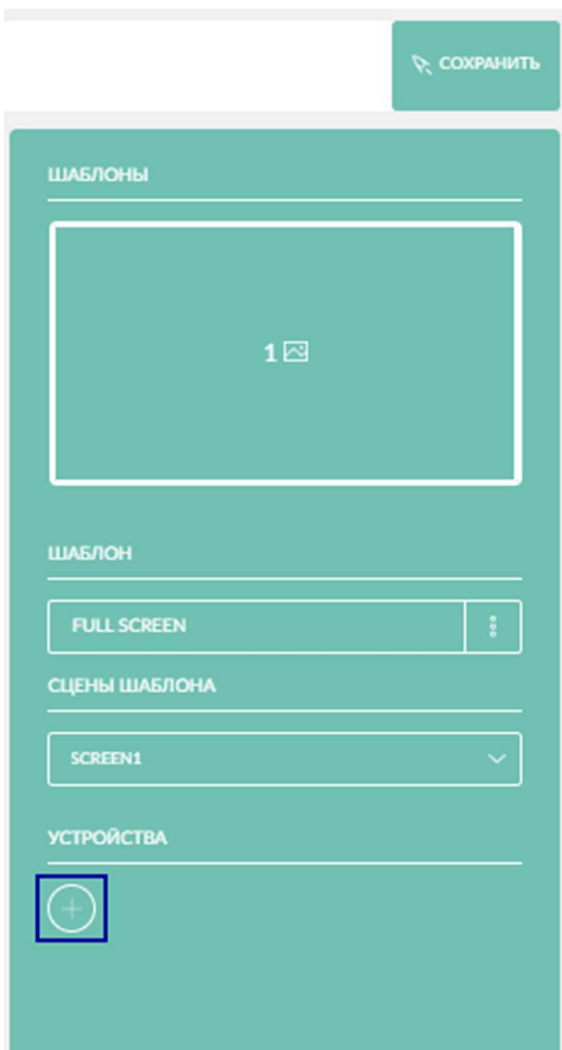 СОХРАНИТЬ
ШАБЛОНЫ
1
ШАБЛОН
FULL SCREEN
СЦЕНЫ ШАБЛОНА
SCREEN1
УСТРОЙСТВА